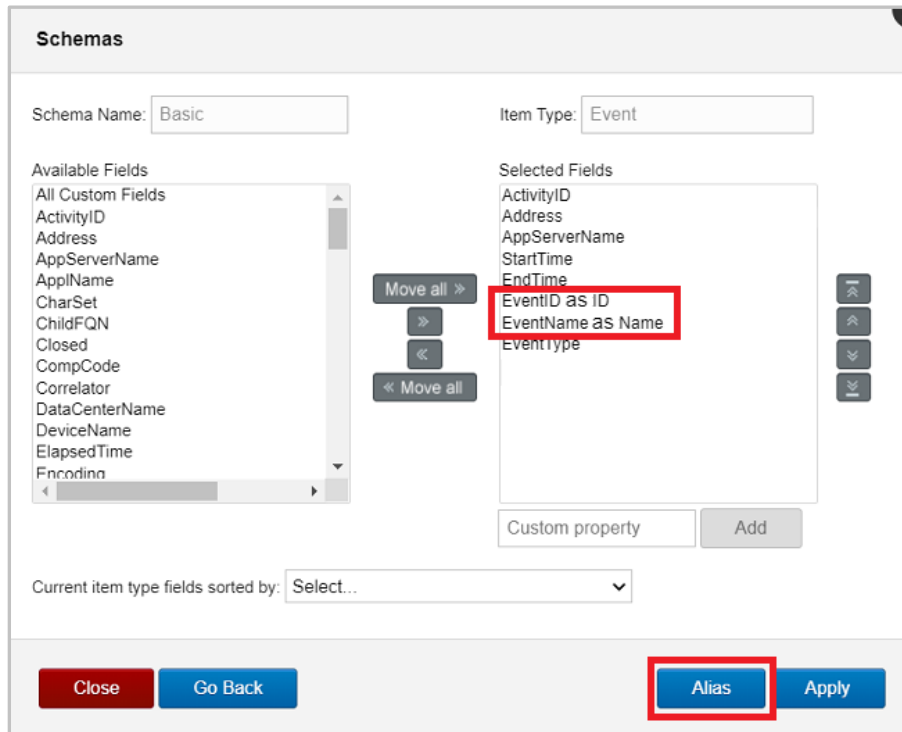 Schemas
Schema Name: Basic
Item Type: Event
Available Fields
All Custom Fields
ActivityID
Address
AppServerName
ApplName
CharSet
ChildFQN
Closed
CompCode
Correlator
DataCenterName
DeviceName
ElapsedTime
Encoding
Move all »
»
«
« Move all
Selected Fields
ActivityID
Address
AppServerName
StartTime
EndTime
EventID as ID
EventName as Name
EventType
Custom property
Add
Current item type fields sorted by: Select...
Close
Go Back
Alias
Apply